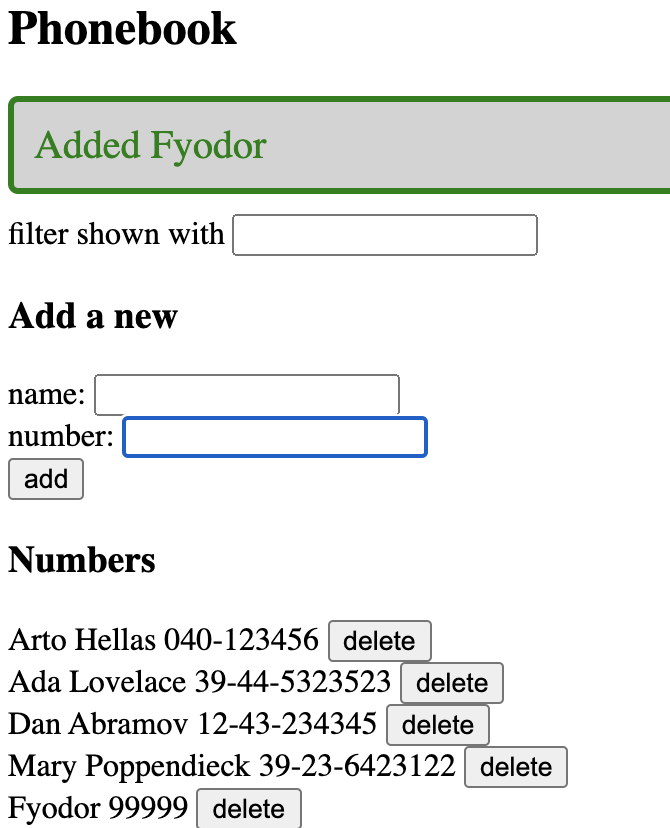 Phonebook
Added Fyodor
filter shown with
Add a new
name:
number:
add
Numbers
Arto Hellas 040-123456 delete
Ada Lovelace 39-44-5323523 delete
Dan Abramov 12-43-234345 delete
Mary Poppendieck 39-23-6423122 delete
Fyodor 99999 delete